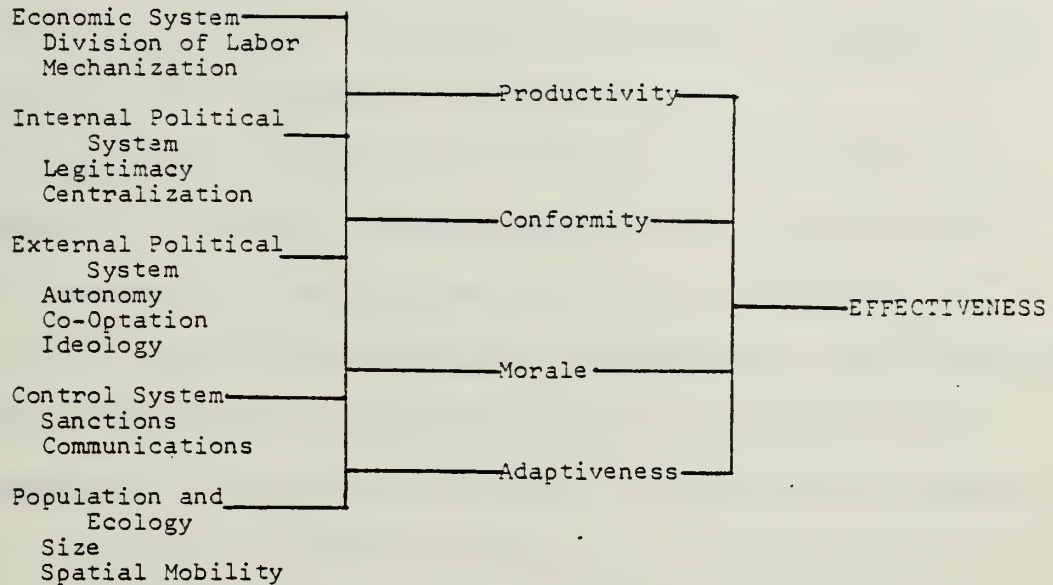 Economic System
Division of Labor
Mechanization
Internal Political
System
Legitimacy
Centralization
External Political
System
Autonomy
Co-Optation
Ideology
Control System
Sanctions
Communications
Population and
Ecology
Size
Spatial Mobility
Productivity
Conformity
Morale
Adaptiveness
EFFECTIVENESS